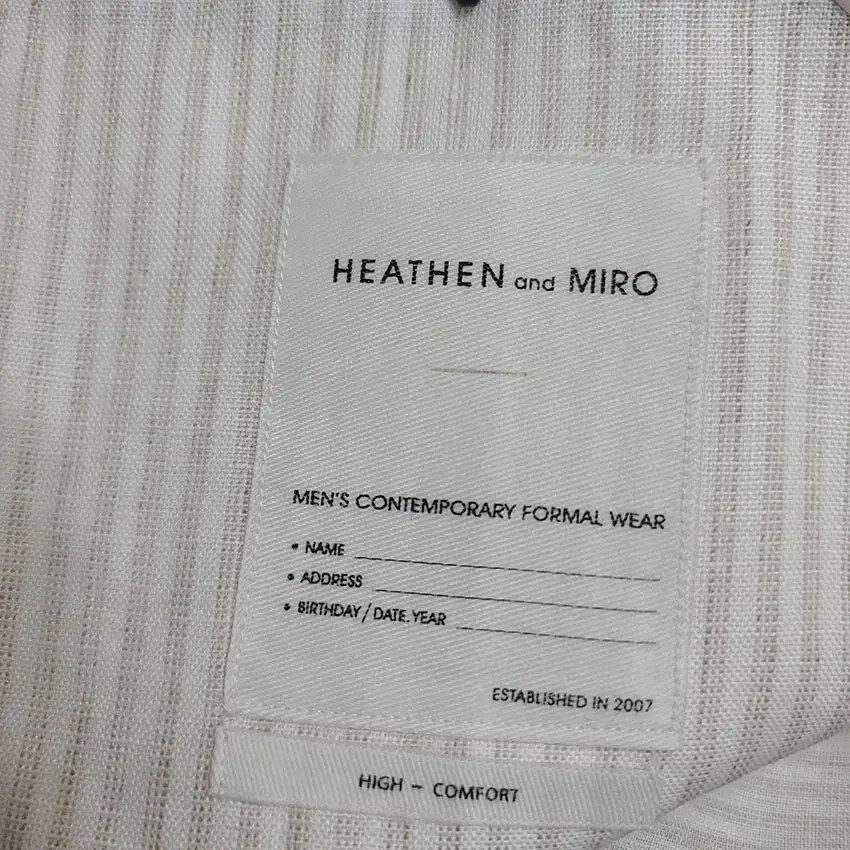 HEATHEN and MIRO
MEN'S CONTEMPORARY FORMAL WEAR
• NAME
• ADDRESS
• BIRTHDAY / DATE. YEAR
ESTABLISHED IN 2007
HIGH - COMFORT